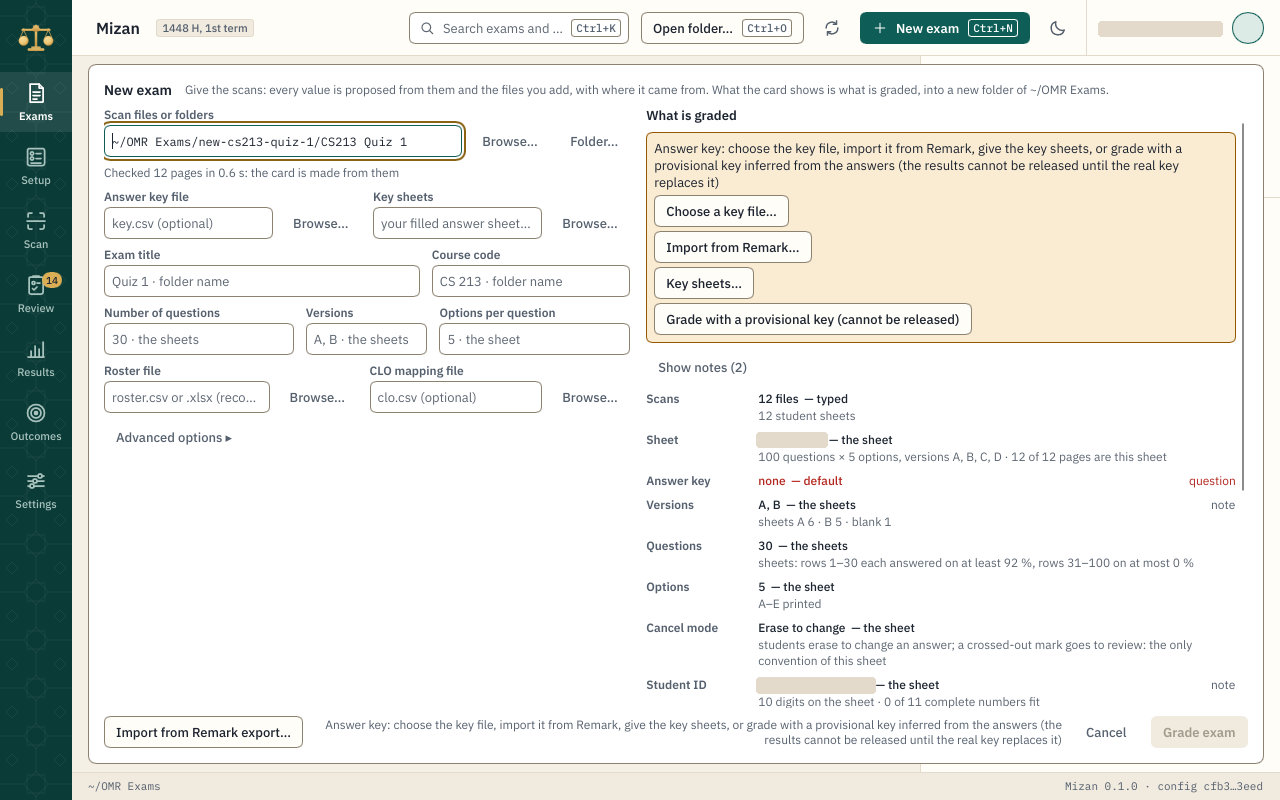 Mizan
1448 H, 1st term
Search exams and ... Ctrl+K
Open folder... Ctrl+O
New exam Ctrl+N
Exams
Setup
Scan
14
Review
Results
Outcomes
Settings
New exam
Give the scans: every value is proposed from them and the files you add, with where it came from. What the card shows is what is graded, into a new folder of ~/OMR Exams.
Scan files or folders
~/OMR Exams/new-cs213-quiz-1/CS213 Quiz 1
Browse...
Folder...
Checked 12 pages in 0.6 s: the card is made from them
Answer key file
Key sheets
key.csv (optional)
Browse...
your filled answer sheet...
Browse...
Exam title
Course code
Quiz 1 · folder name
CS 213 · folder name
Number of questions
Versions
Options per question
30 · the sheets
A, B · the sheets
5 · the sheet
Roster file
CLO mapping file
roster.csv or .xlsx (reco...
Browse...
clo.csv (optional)
Browse...
Advanced options ▸
What is graded
Answer key: choose the key file, import it from Remark, give the key sheets, or grade with a
provisional key inferred from the answers (the results cannot be released until the real key
replaces it)
Choose a key file...
Import from Remark...
Key sheets...
Grade with a provisional key (cannot be released)
Show notes (2)
Scans
12 files — typed
12 student sheets
Sheet
— the sheet
100 questions × 5 options, versions A, B, C, D · 12 of 12 pages are this sheet
Answer key
none — default
question
Versions
A, B — the sheets
note
sheets A 6 · B 5 · blank 1
Questions
30 — the sheets
sheets: rows 1–30 each answered on at least 92 %, rows 31–100 on at most 0 %
Options
5 — the sheet
A–E printed
Cancel mode
Erase to change — the sheet
students erase to change an answer; a crossed-out mark goes to review: the only
convention of this sheet
Student ID
— the sheet
note
10 digits on the sheet · 0 of 11 complete numbers fit
Import from Remark export...
Answer key: choose the key file, import it from Remark, give the key sheets, or grade with a provisional key inferred from the answers (the
results cannot be released until the real key replaces it)
Cancel
Grade exam
~/OMR Exams
Mizan 0.1.0 · config cfb3…3eed